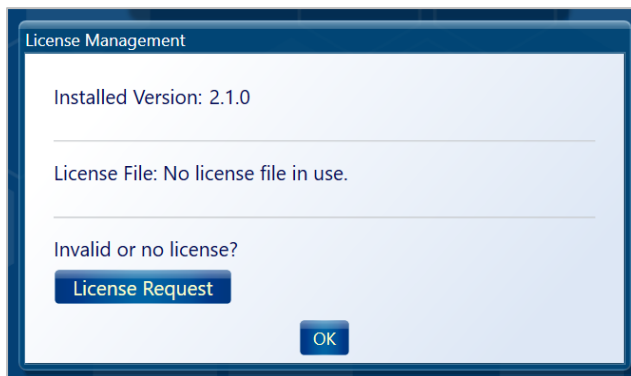 License Management
Installed Version: 2.1.0
License File: No license file in use.
Invalid or no license?
License Request
OK